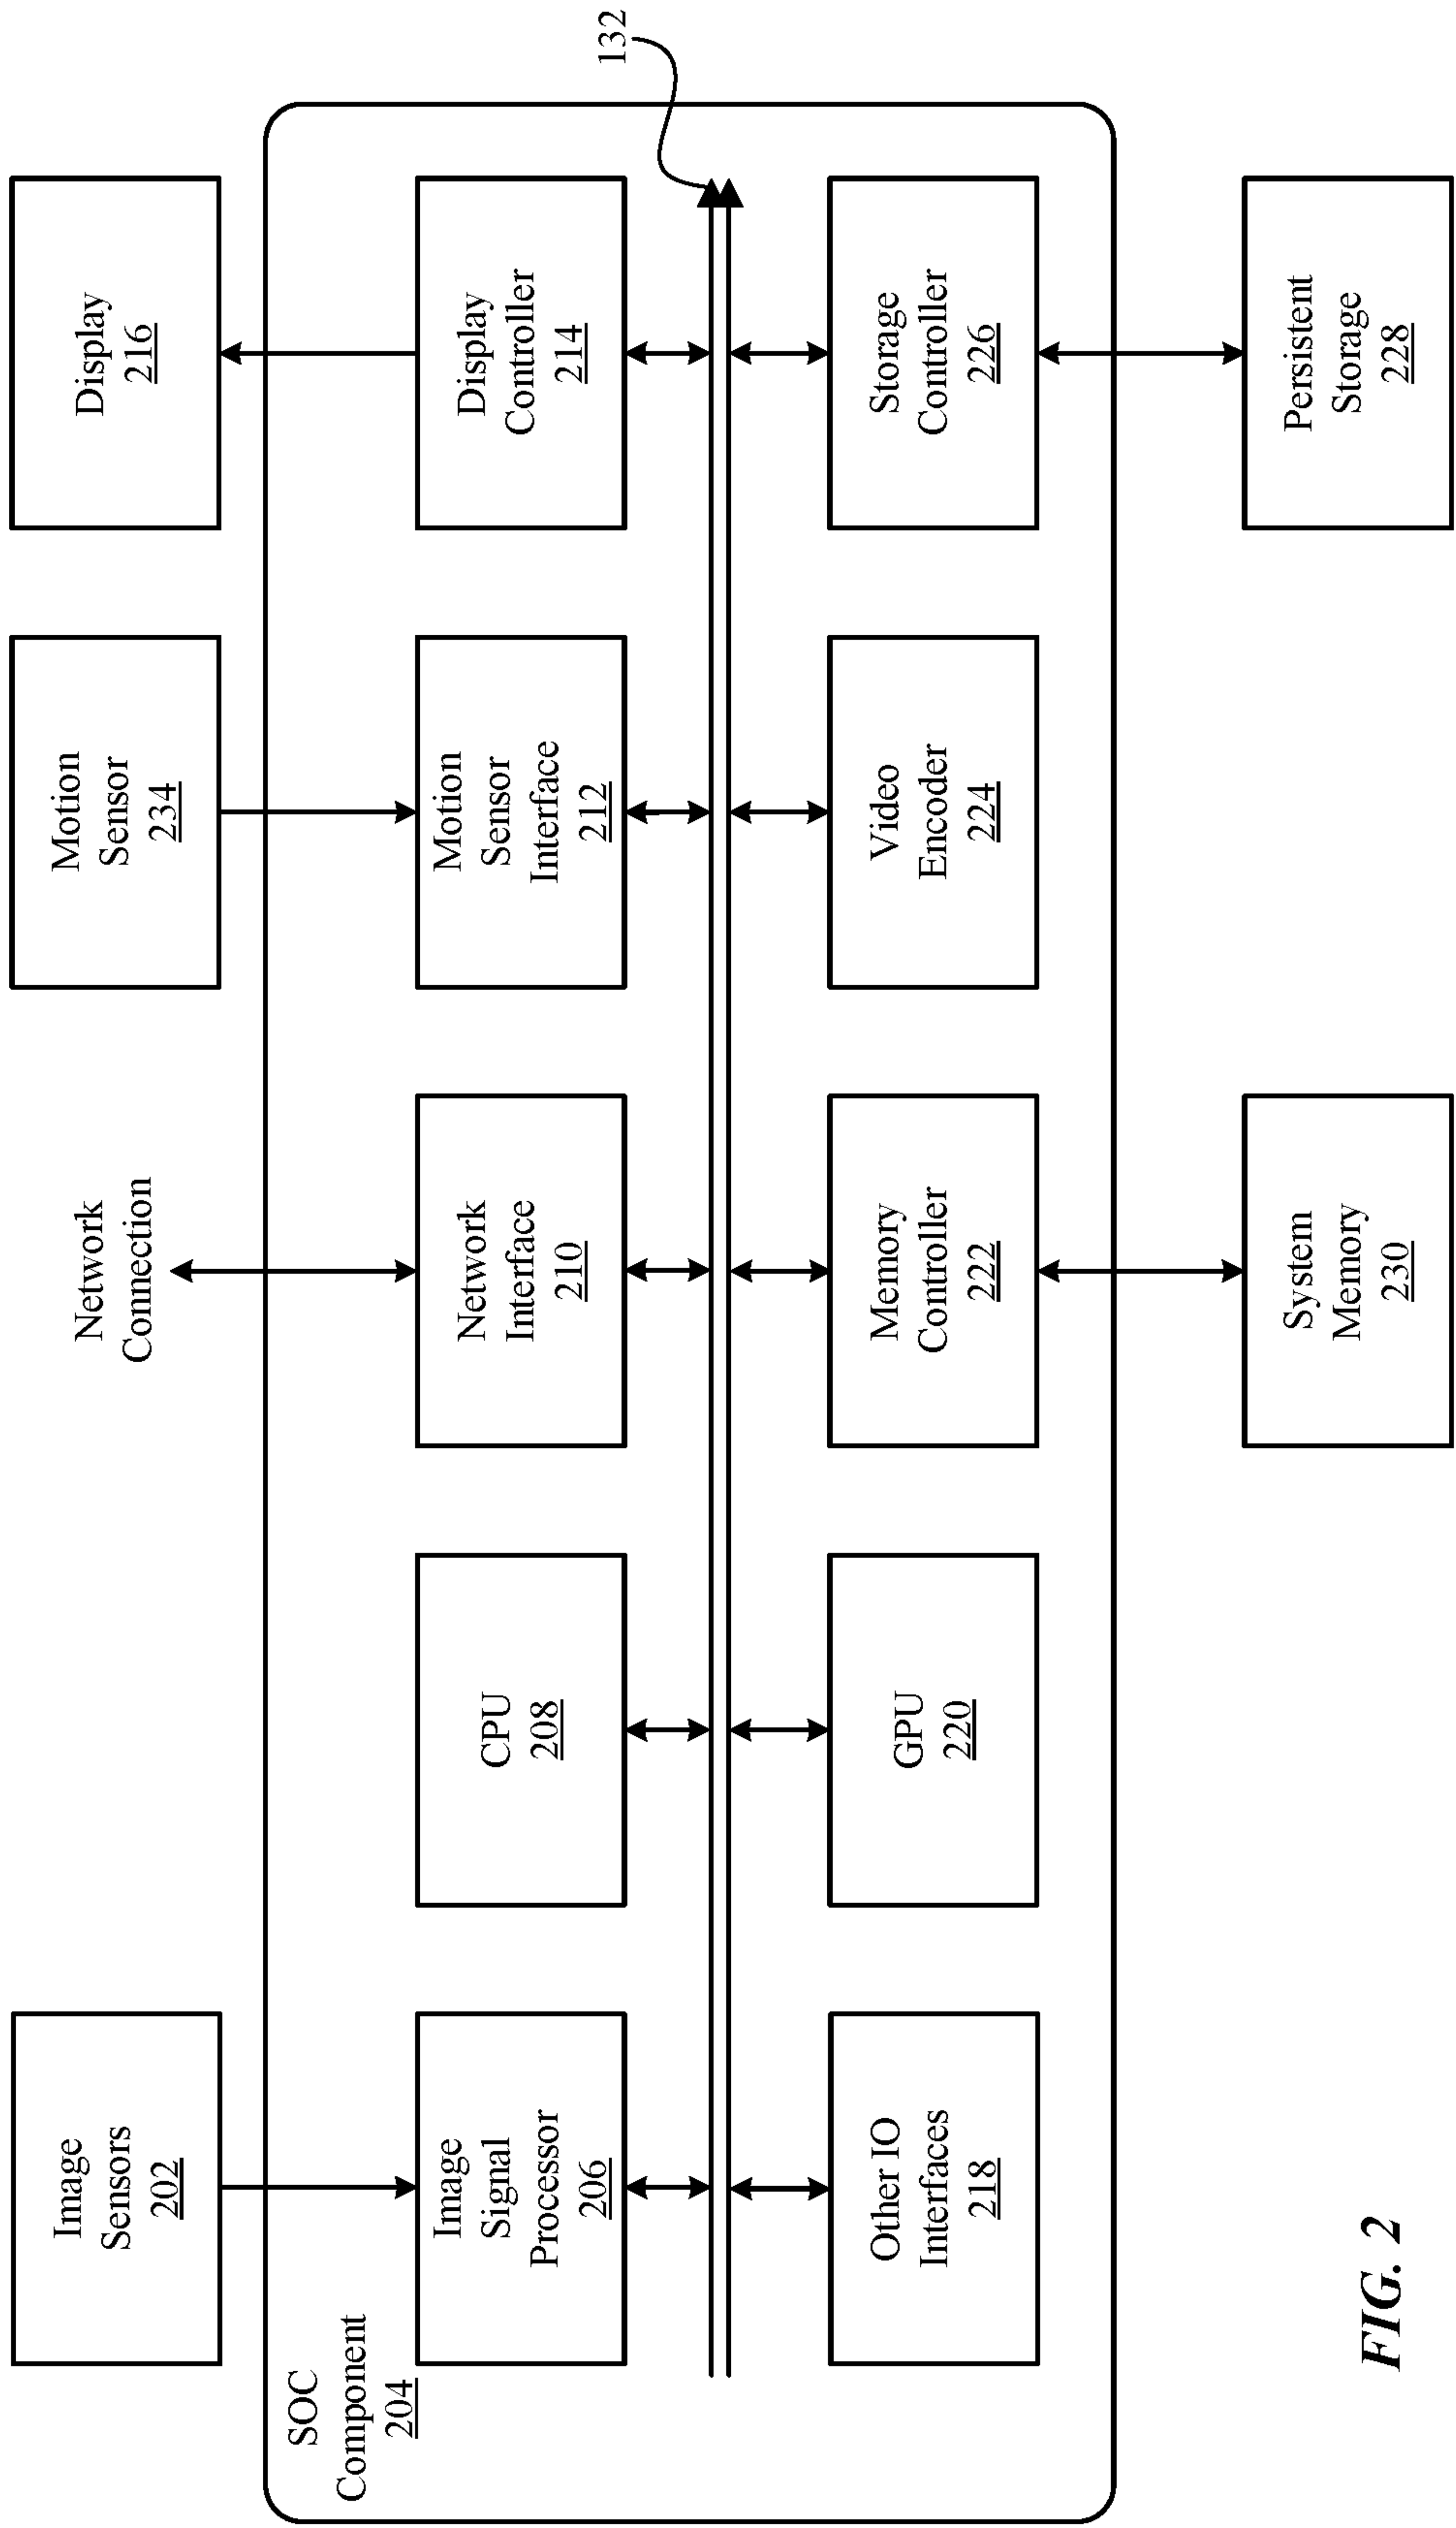 Image
Sensors
202
Network
Connection
Motion
Sensor
234
Display
216
SOC
Component
204
Image
Signal
Processor
206
CPU
208
Network
Interface
210
Motion
Sensor
Interface
212
Display
Controller
214
132
Other IO
Interfaces
218
GPU
220
Memory
Controller
222
Video
Encoder
224
Storage
Controller
226
System
Memory
230
Persistent
Storage
228
FIG. 2